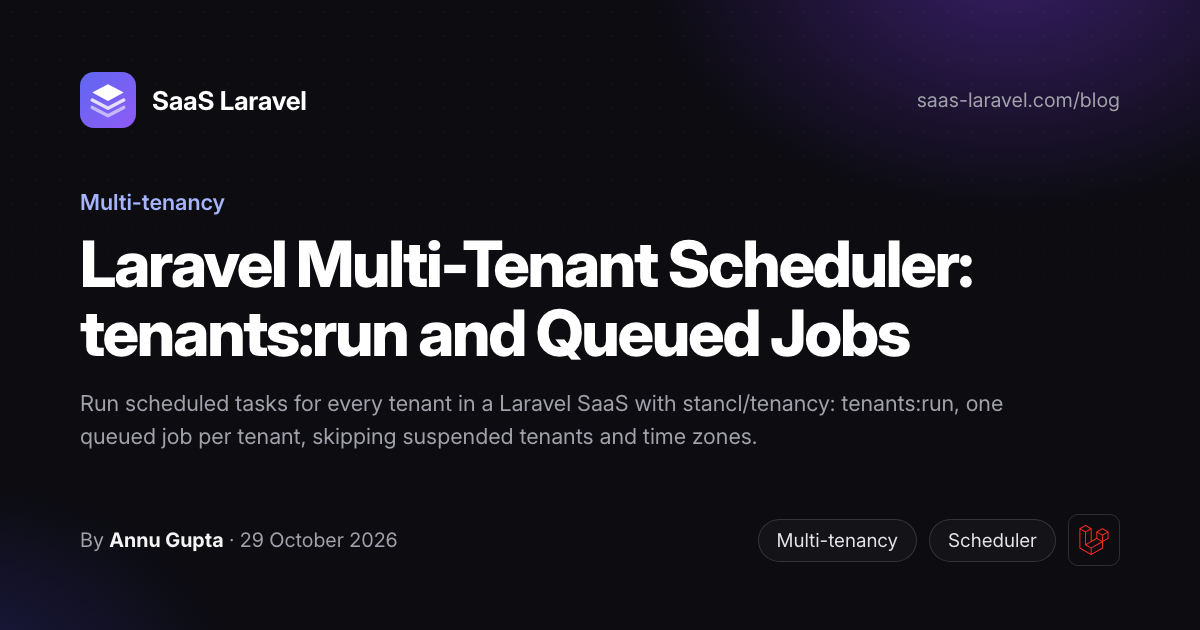 SaaS Laravel
saas-laravel.com/blog
Multi-tenancy
Laravel Multi-Tenant Scheduler:
tenants:run and Queued Jobs
Run scheduled tasks for every tenant in a Laravel SaaS with stancl/tenancy: tenants:run, one
queued job per tenant, skipping suspended tenants and time zones.
By Annu Gupta · 29 October 2026
Multi-tenancy
Scheduler